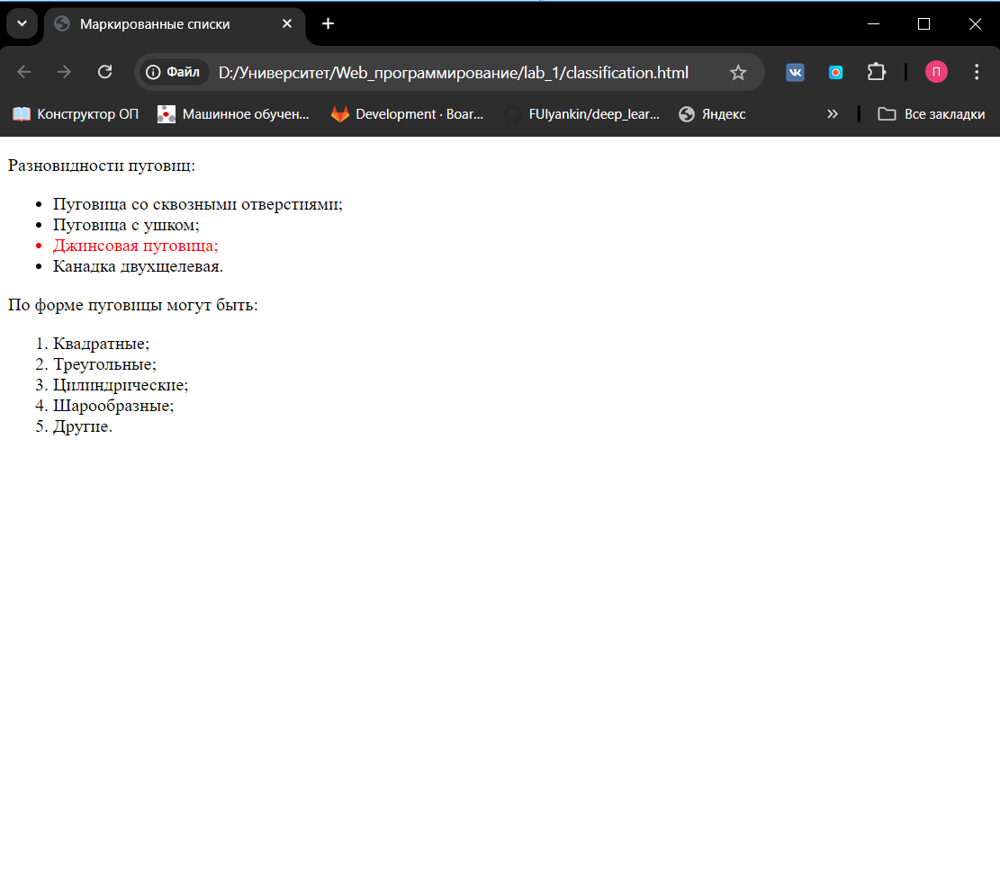 Маркированные списки
Файл D:/Университет/Web_программирование/lab_1/classification.html П
Конструктор ОП Машинное обучен... Development · Boar... FUlyankin/deep_lear... Яндекс » Все закладки
Разновидности пуговиц:
• Пуговица со сквозными отверстиями;
• Пуговица с ушком;
• Джинсовая пуговица;
• Канадка двухщелевая.
По форме пуговицы могут быть:
1. Квадратные;
2. Треугольные;
3. Цилиндрические;
4. Шарообразные;
5. Другие.